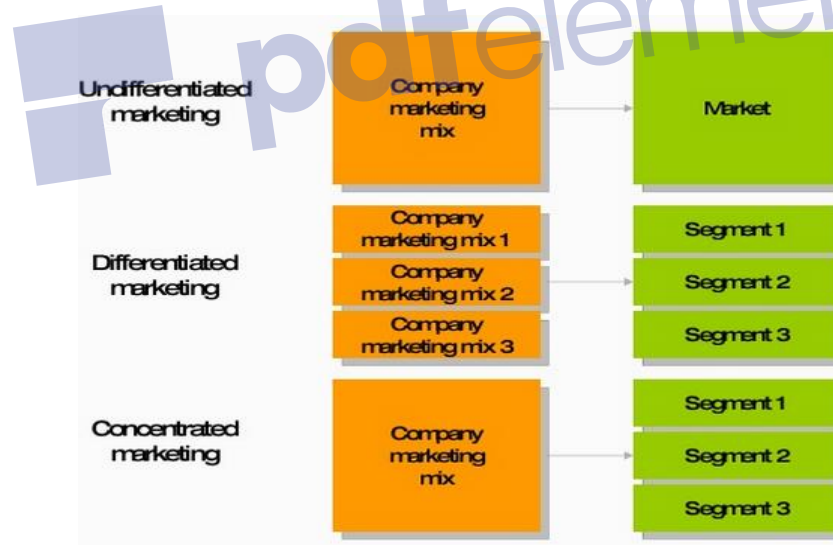 pdfelement
Undifferentiated
marketing
Company
marketing
mix
Market
Differentiated
marketing
Company
marketing mix 1
Company
marketing mix 2
Company
marketing mix 3
Segment 1
Segment 2
Segment 3
Concentrated
marketing
Company
marketing
mix
Segment 1
Segment 2
Segment 3